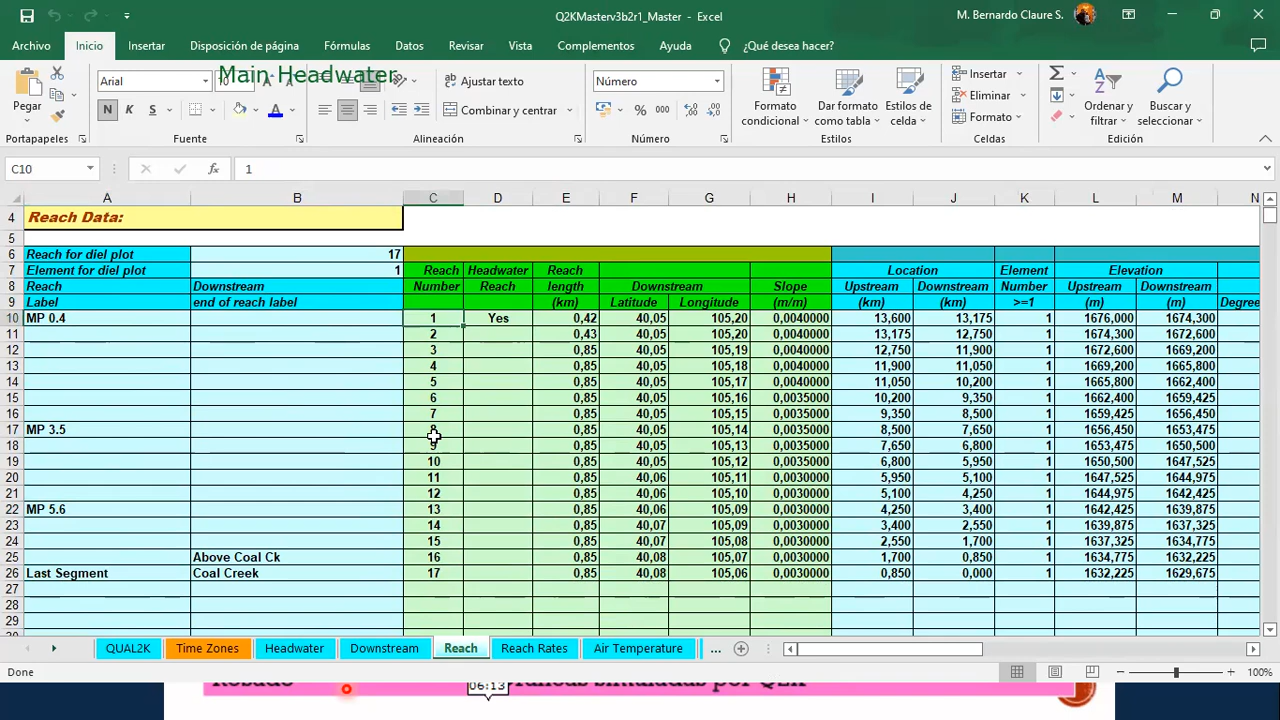 Q2KMasterv3b2r1_Master - Excel
M. Bernardo Claure S.
Archivo Inicio Insertar Disposición de página Fórmulas Datos Revisar Vista Complementos Ayuda ¿Qué desea hacer?
Main Headwater
Pegar
Arial
N K S
Ajustar texto
Combinar y centrar
Número
% 000
Formato condicional
Dar formato como tabla
Estilos de celda
Insertar
Eliminar
Formato
Ordenar y filtrar
Buscar y seleccionar
Portapapeles Fuente Alineación Número Estilos Celdas Edición
C10 fx 1
A B C D E F G H I J K L M N
4 Reach Data:
5
6 Reach for diel plot 17
7 Element for diel plot 1 Reach Headwater Reach Location Element Elevation
8 Reach Downstream Number Reach length Downstream Slope Upstream Downstream Number Upstream Downstream
9 Label end of reach label (km) Latitude Longitude (m/m) (km) (km) >=1 (m) (m) Degree
10 MP 0.4 1 Yes 0,42 40,05 105,20 0,0040000 13,600 13,175 1 1676,000 1674,300
11 2 0,43 40,05 105,20 0,0040000 13,175 12,750 1 1674,300 1672,600
12 3 0,85 40,05 105,19 0,0040000 12,750 11,900 1 1672,600 1669,200
13 4 0,85 40,05 105,18 0,0040000 11,900 11,050 1 1669,200 1665,800
14 5 0,85 40,05 105,17 0,0040000 11,050 10,200 1 1665,800 1662,400
15 6 0,85 40,05 105,16 0,0035000 10,200 9,350 1 1662,400 1659,425
16 7 0,85 40,05 105,15 0,0035000 9,350 8,500 1 1659,425 1656,450
17 MP 3.5 8 0,85 40,05 105,14 0,0035000 8,500 7,650 1 1656,450 1653,475
18 9 0,85 40,05 105,13 0,0035000 7,650 6,800 1 1653,475 1650,500
19 10 0,85 40,05 105,12 0,0035000 6,800 5,950 1 1650,500 1647,525
20 11 0,85 40,06 105,11 0,0030000 5,950 5,100 1 1647,525 1644,975
21 12 0,85 40,06 105,10 0,0030000 5,100 4,250 1 1644,975 1642,425
22 MP 5.6 13 0,85 40,06 105,09 0,0030000 4,250 3,400 1 1642,425 1639,875
23 14 0,85 40,07 105,09 0,0030000 3,400 2,550 1 1639,875 1637,325
24 15 0,85 40,07 105,08 0,0030000 2,550 1,700 1 1637,325 1634,775
25 Above Coal Ck 16 0,85 40,08 105,07 0,0030000 1,700 0,850 1 1634,775 1632,225
26 Last Segment Coal Creek 17 0,85 40,08 105,06 0,0030000 0,850 0,000 1 1632,225 1629,675
27
28
29
QUAL2K Time Zones Headwater Downstream Reach Reach Rates Air Temperature ...
Done 100%
06:13